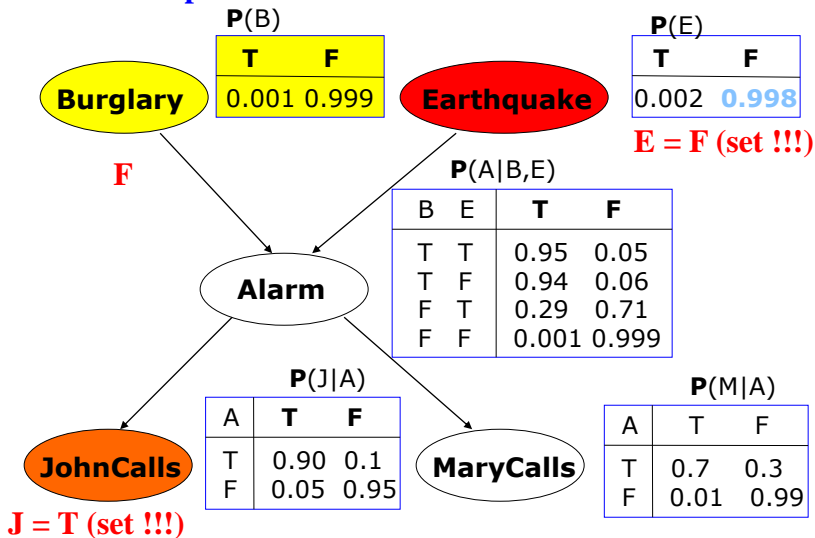 P(B)
T F
0.001 0.999
Burglary
P(E)
T F
0.002 0.998
Earthquake
E = F (set !!!)
F
P(A|B,E)
B E T F
T T 0.95 0.05
T F 0.94 0.06
F T 0.29 0.71
F F 0.001 0.999
Alarm
P(J|A)
A T F
T 0.90 0.1
F 0.05 0.95
P(M|A)
A T F
T 0.7 0.3
F 0.01 0.99
JohnCalls
MaryCalls
J = T (set !!!)